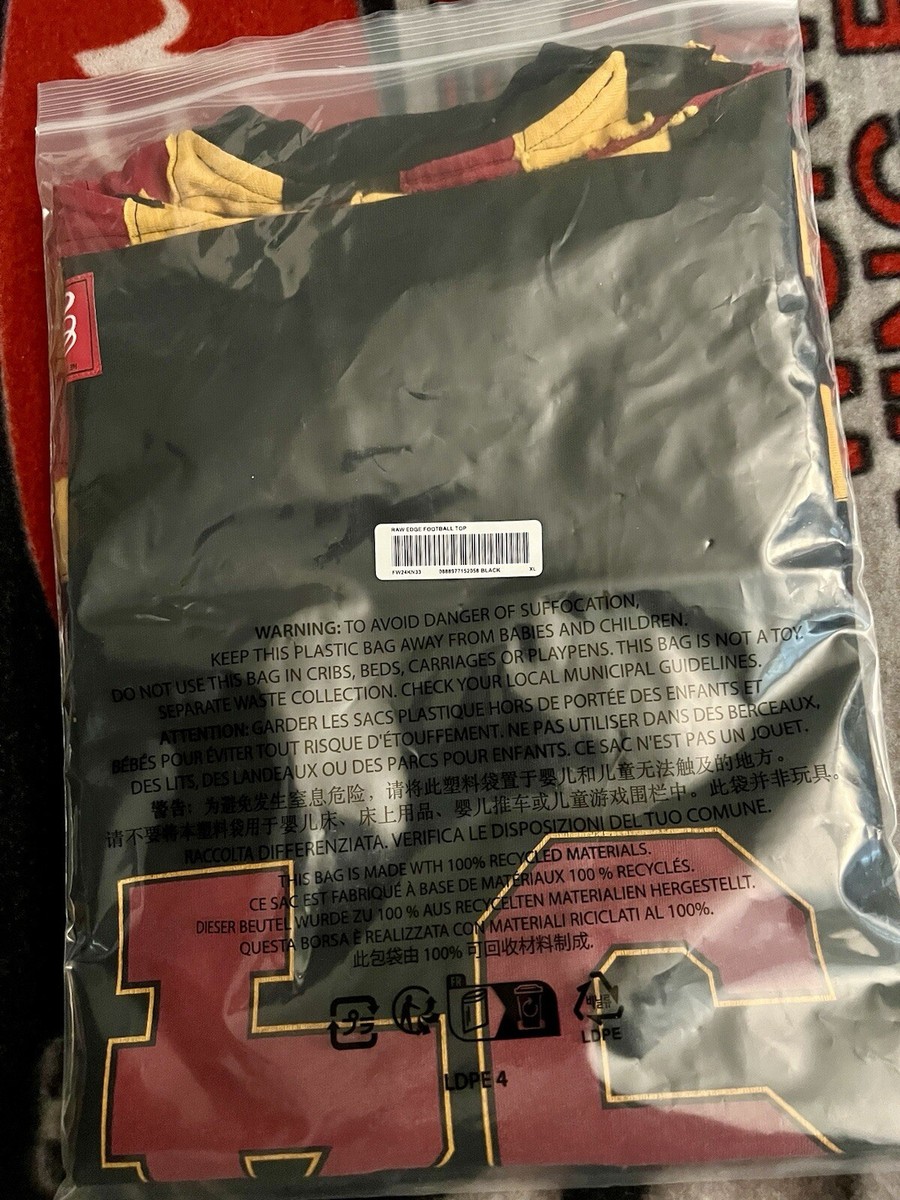 RAW EDGE FOOTBALL TOP
FW24KN33 0888977152358 BLACK XL
WARNING: TO AVOID DANGER OF SUFFOCATION,
KEEP THIS PLASTIC BAG AWAY FROM BABIES AND CHILDREN.
DO NOT USE THIS BAG IN CRIBS, BEDS, CARRIAGES OR PLAYPENS. THIS BAG IS NOT A TOY.
SEPARATE WASTE COLLECTION. CHECK YOUR LOCAL MUNICIPAL GUIDELINES.
ATTENTION: GARDER LES SACS PLASTIQUE HORS DE PORTÉE DES ENFANTS ET
BÉBÉS POUR ÉVITER TOUT RISQUE D'ÉTOUFFEMENT. NE PAS UTILISER DANS DES BERCEAUX,
DES LITS, DES LANDEAUX OU DES PARCS POUR ENFANTS. CE SAC N'EST PAS UN JOUET.
警告：为避免发生窒息危险，请将此塑料袋置于婴儿和儿童无法触及的地方。
请不要将本塑料袋用于婴儿床、床上用品、婴儿推车或儿童游戏围栏中。此袋并非玩具。
RACCOLTA DIFFERENZIATA. VERIFICA LE DISPOSIZIONI DEL TUO COMUNE.
THIS BAG IS MADE WTH 100% RECYCLED MATERIALS.
CE SAC EST FABRIQUÉ À BASE DE MATÉRIAUX 100 % RECYCLÉS.
DIESER BEUTEL WURDE ZU 100 % AUS RECYCELTEN MATERIALIEN HERGESTELLT.
QUESTA BORSA È REALIZZATA CON MATERIALI RICICLATI AL 100%.
此包袋由 100% 可回收材料制成.
FR
LDPE
LDPE 4